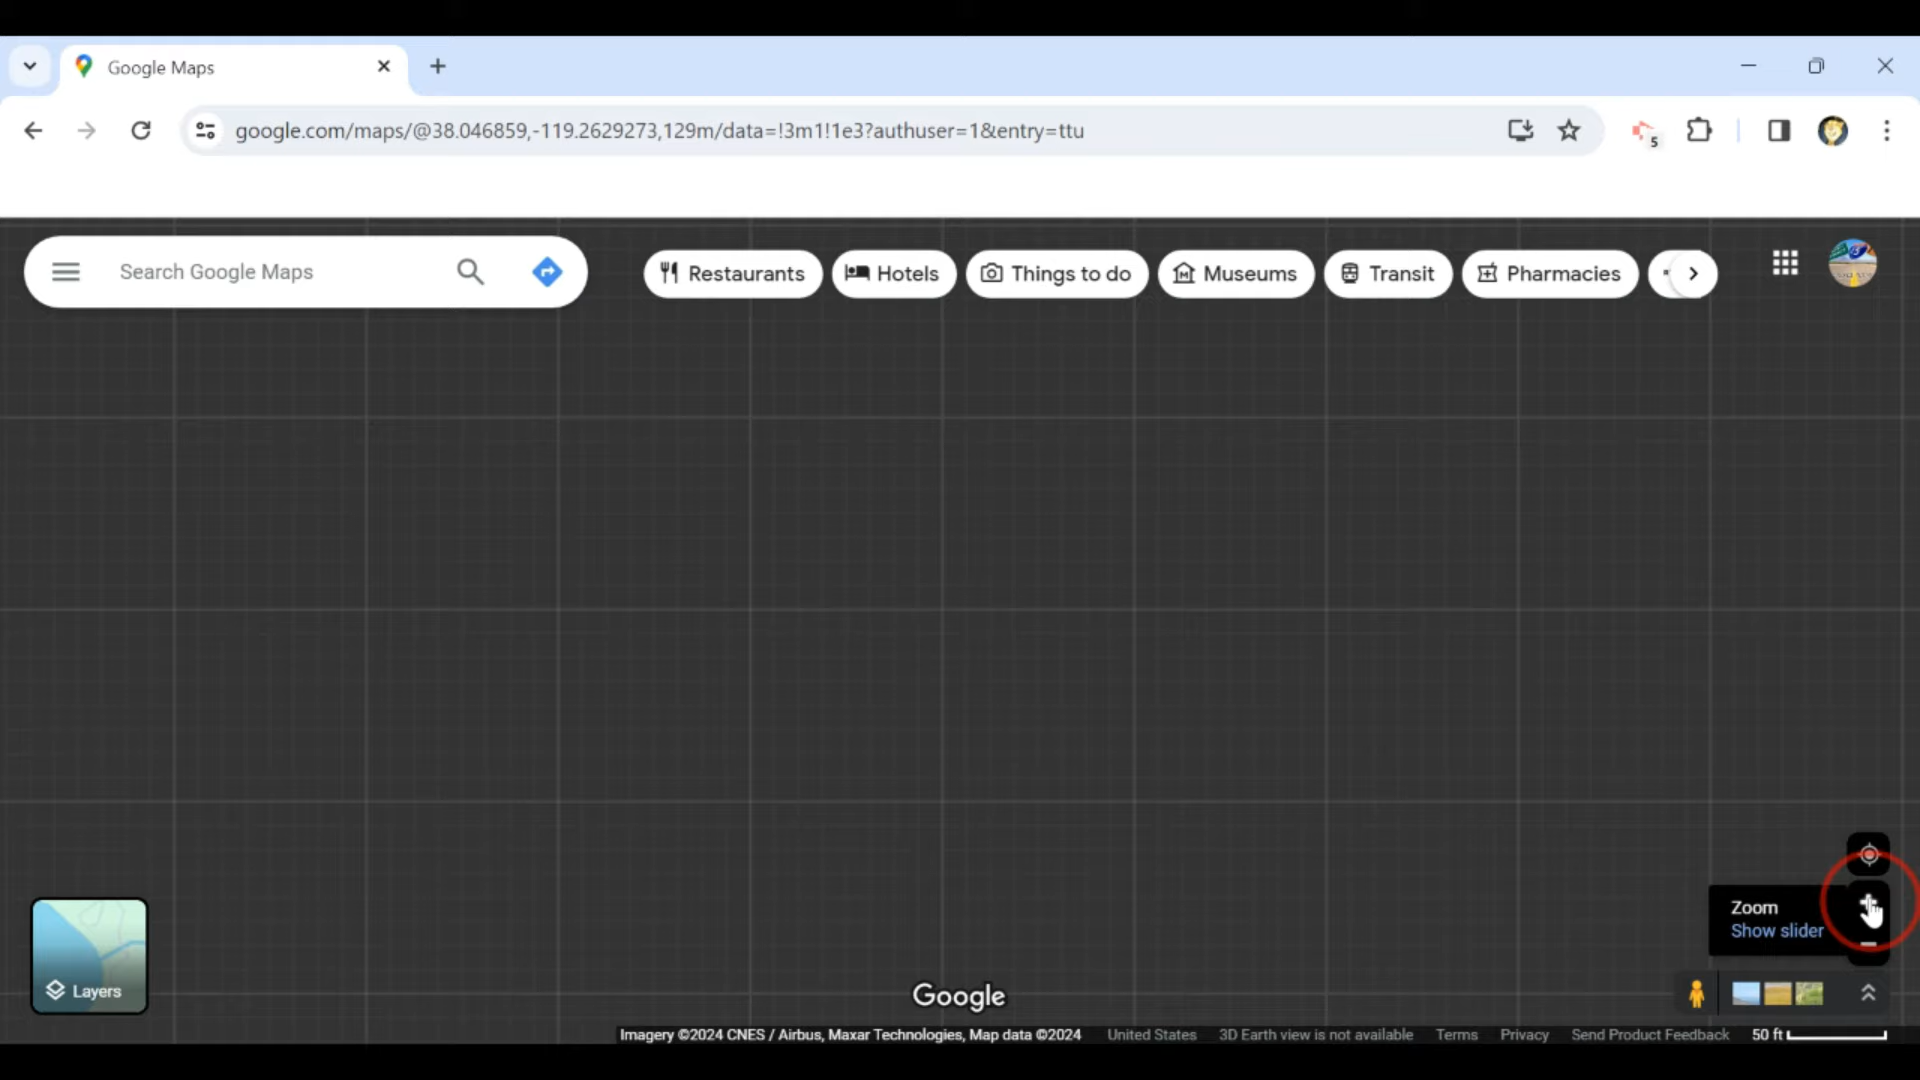 Google Maps
google.com/maps/@38.046859,-119.2629273,129m/data=!3m1!1e3?authuser=1&entry=ttu
5
Search Google Maps
Restaurants
Hotels
Things to do
Museums
Transit
Pharmacies
Zoom
Show slider
Layers
Google
Imagery ©2024 CNES / Airbus, Maxar Technologies, Map data ©2024 United States 3D Earth view is not available Terms Privacy Send Product Feedback 50 ft